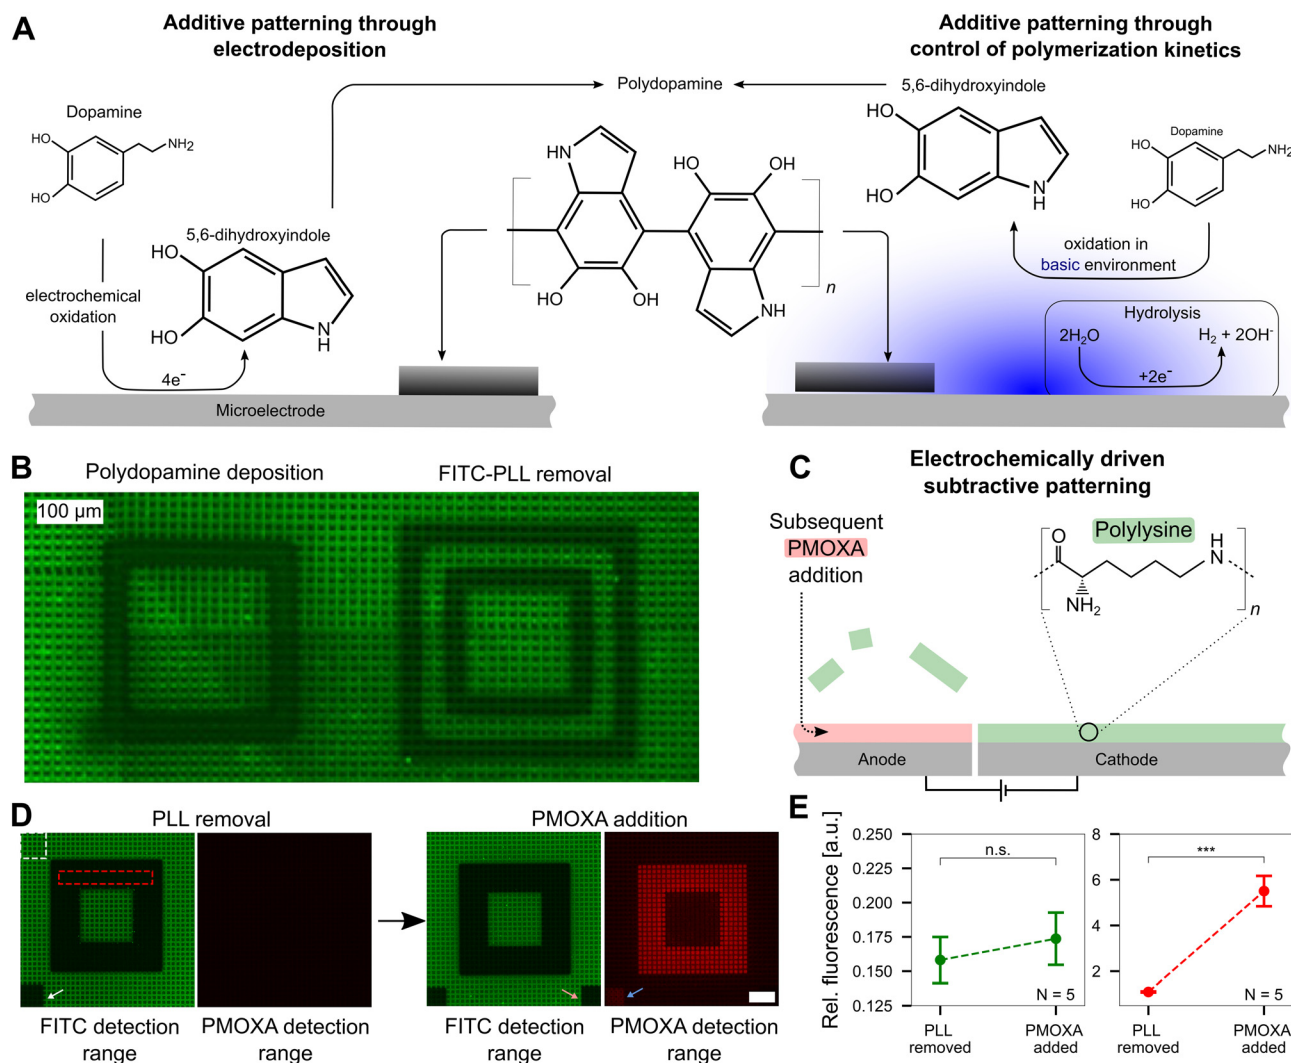 A
Additive patterning through
electrodeposition
Additive patterning through
control of polymerization kinetics
Polydopamine
5,6-dihydroxyindole
Dopamine
HO
HO
NH2
5,6-dihydroxyindole
HO
HO
N
H
electrochemical
oxidation
4e-
Microelectrode
HN
HO
OH
HO
OH
NH
n
HO
HO
N
H
Dopamine
HO
HO
NH2
oxidation in
basic environment
Hydrolysis
2H2O
H2 + 2OH-
+2e-
B
Polydopamine deposition
FITC-PLL removal
100 µm
C
Electrochemically driven
subtractive patterning
Subsequent
PMOXA
addition
Polylysine
O
H
N
NH2
n
Anode
Cathode
D
PLL removal
PMOXA addition
FITC detection
range
PMOXA detection
range
FITC detection
range
PMOXA detection
range
E
Rel. fluorescence [a.u.]
0.250
0.225
0.200
0.175
0.150
0.125
n.s.
N = 5
PLL
removed
PMOXA
added
8
6
4
2
***
N = 5
PLL
removed
PMOXA
added